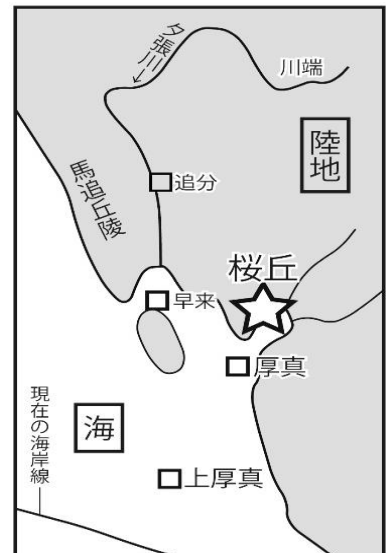 夕張川→
川端
陸地
馬追丘陵
追分
桜丘
早来
厚真
現在の海岸線
海
上厚真